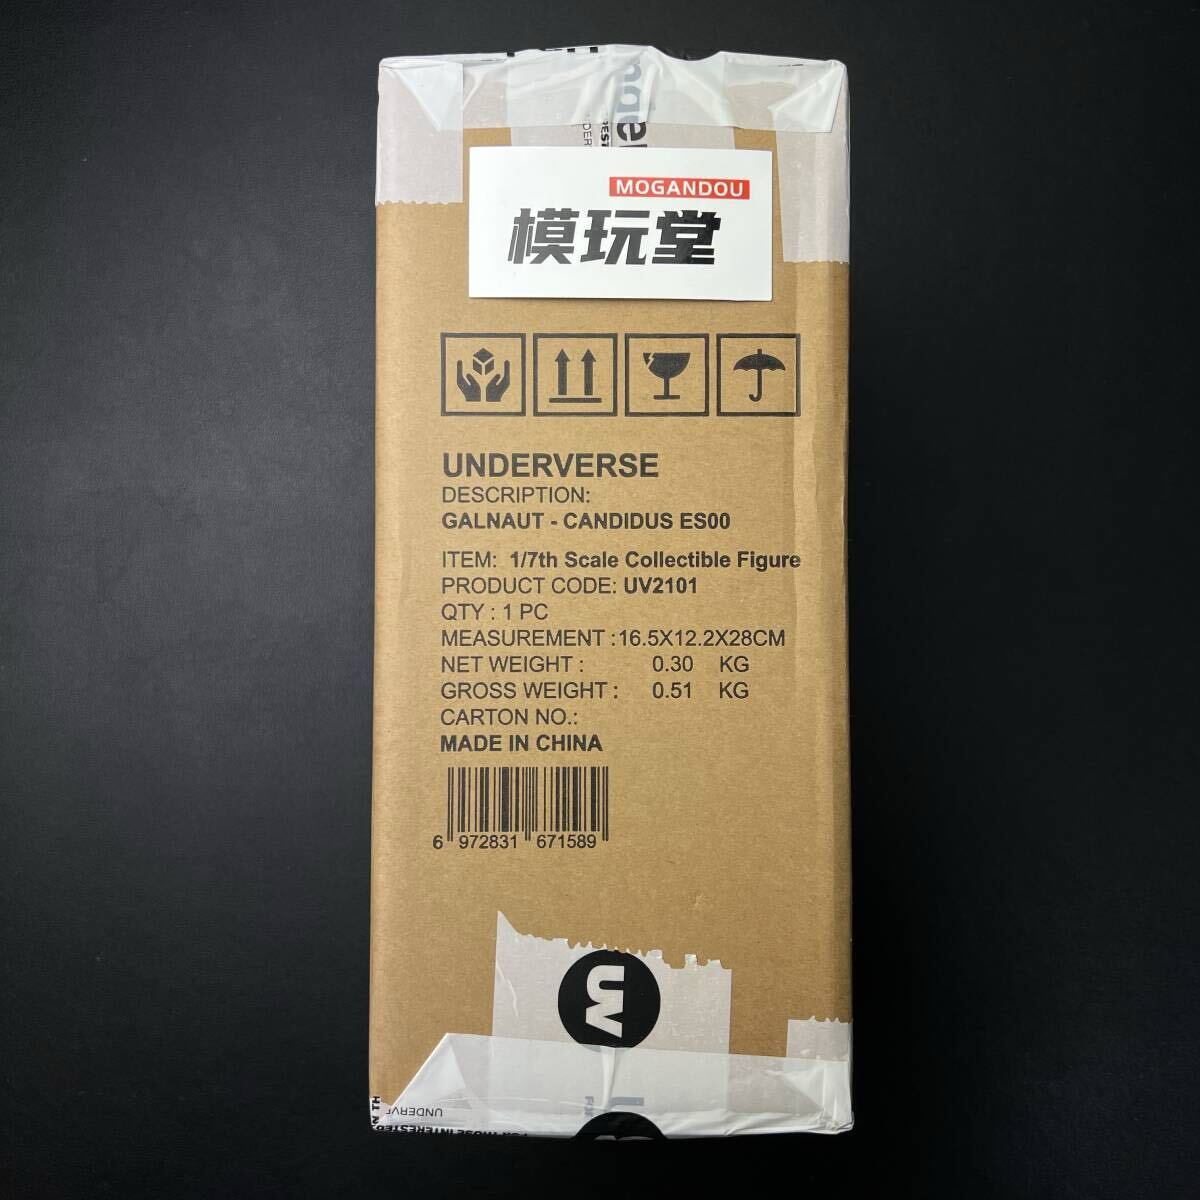 MOGANDOU
模玩堂
UNDERVERSE
DESCRIPTION:
GALNAUT - CANDIDUS ES00
ITEM: 1/7th Scale Collectible Figure
PRODUCT CODE: UV2101
QTY : 1 PC
MEASUREMENT :16.5X12.2X28CM
NET WEIGHT : 0.30 KG
GROSS WEIGHT : 0.51 KG
CARTON NO.:
MADE IN CHINA
6 972831 671589
UV